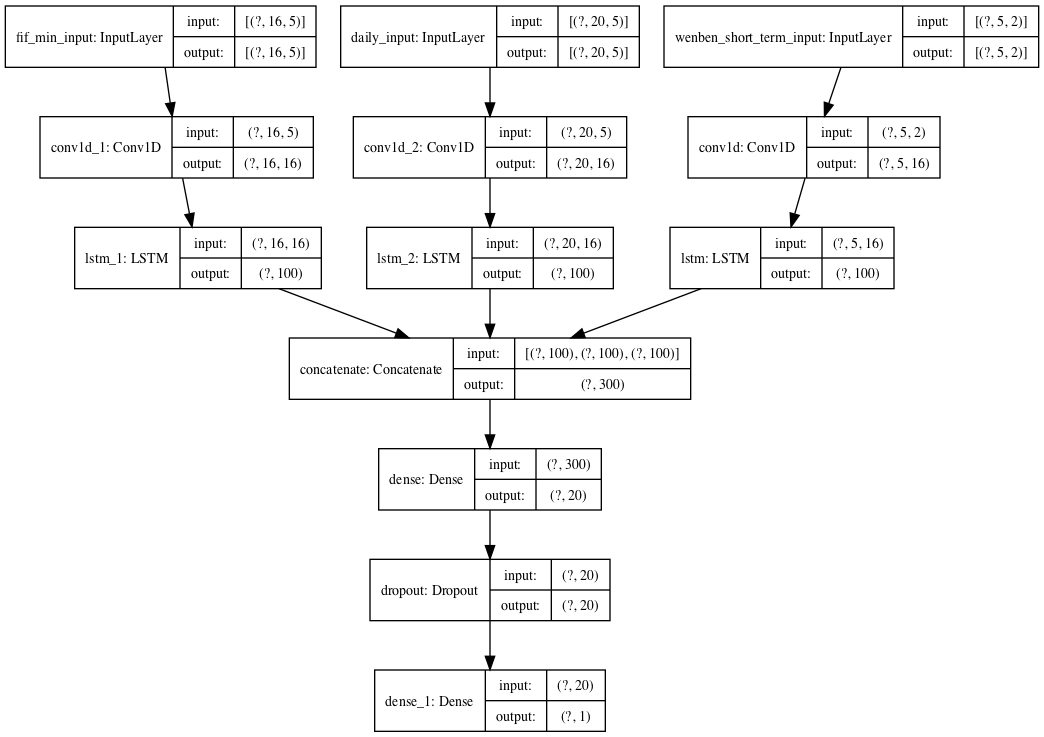 fif_min_input: InputLayer
input:
[(?, 16, 5)]
output:
[(?, 16, 5)]
daily_input: InputLayer
input:
[(?, 20, 5)]
output:
[(?, 20, 5)]
wenben_short_term_input: InputLayer
input:
[(?, 5, 2)]
output:
[(?, 5, 2)]
conv1d_1: Conv1D
input:
(?, 16, 5)
output:
(?, 16, 16)
conv1d_2: Conv1D
input:
(?, 20, 5)
output:
(?, 20, 16)
conv1d: Conv1D
input:
(?, 5, 2)
output:
(?, 5, 16)
lstm_1: LSTM
input:
(?, 16, 16)
output:
(?, 100)
lstm_2: LSTM
input:
(?, 20, 16)
output:
(?, 100)
lstm: LSTM
input:
(?, 5, 16)
output:
(?, 100)
concatenate: Concatenate
input:
[(?, 100), (?, 100), (?, 100)]
output:
(?, 300)
dense: Dense
input:
(?, 300)
output:
(?, 20)
dropout: Dropout
input:
(?, 20)
output:
(?, 20)
dense_1: Dense
input:
(?, 20)
output:
(?, 1)